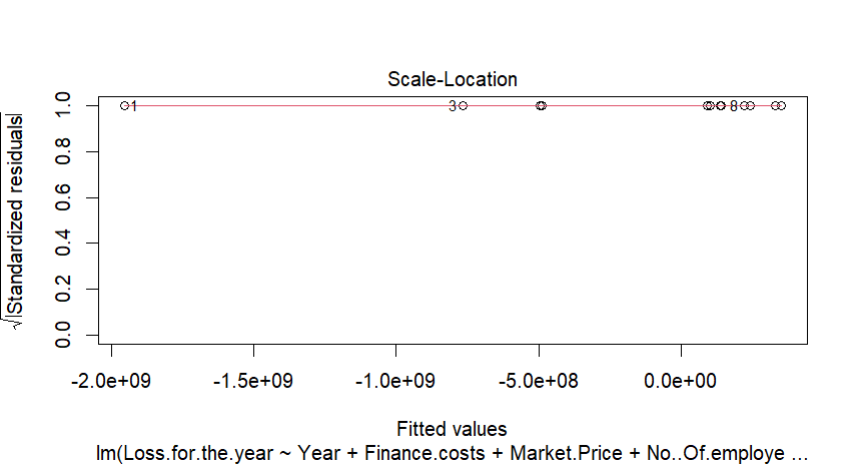 Scale-Location
√|Standardized residuals|
1.0
0.8
0.6
0.4
0.2
0.0
1
3
8
-2.0e+09 -1.5e+09 -1.0e+09 -5.0e+08 0.0e+00
Fitted values
lm(Loss.for.the.year ~ Year + Finance.costs + Market.Price + No..Of.employe ...